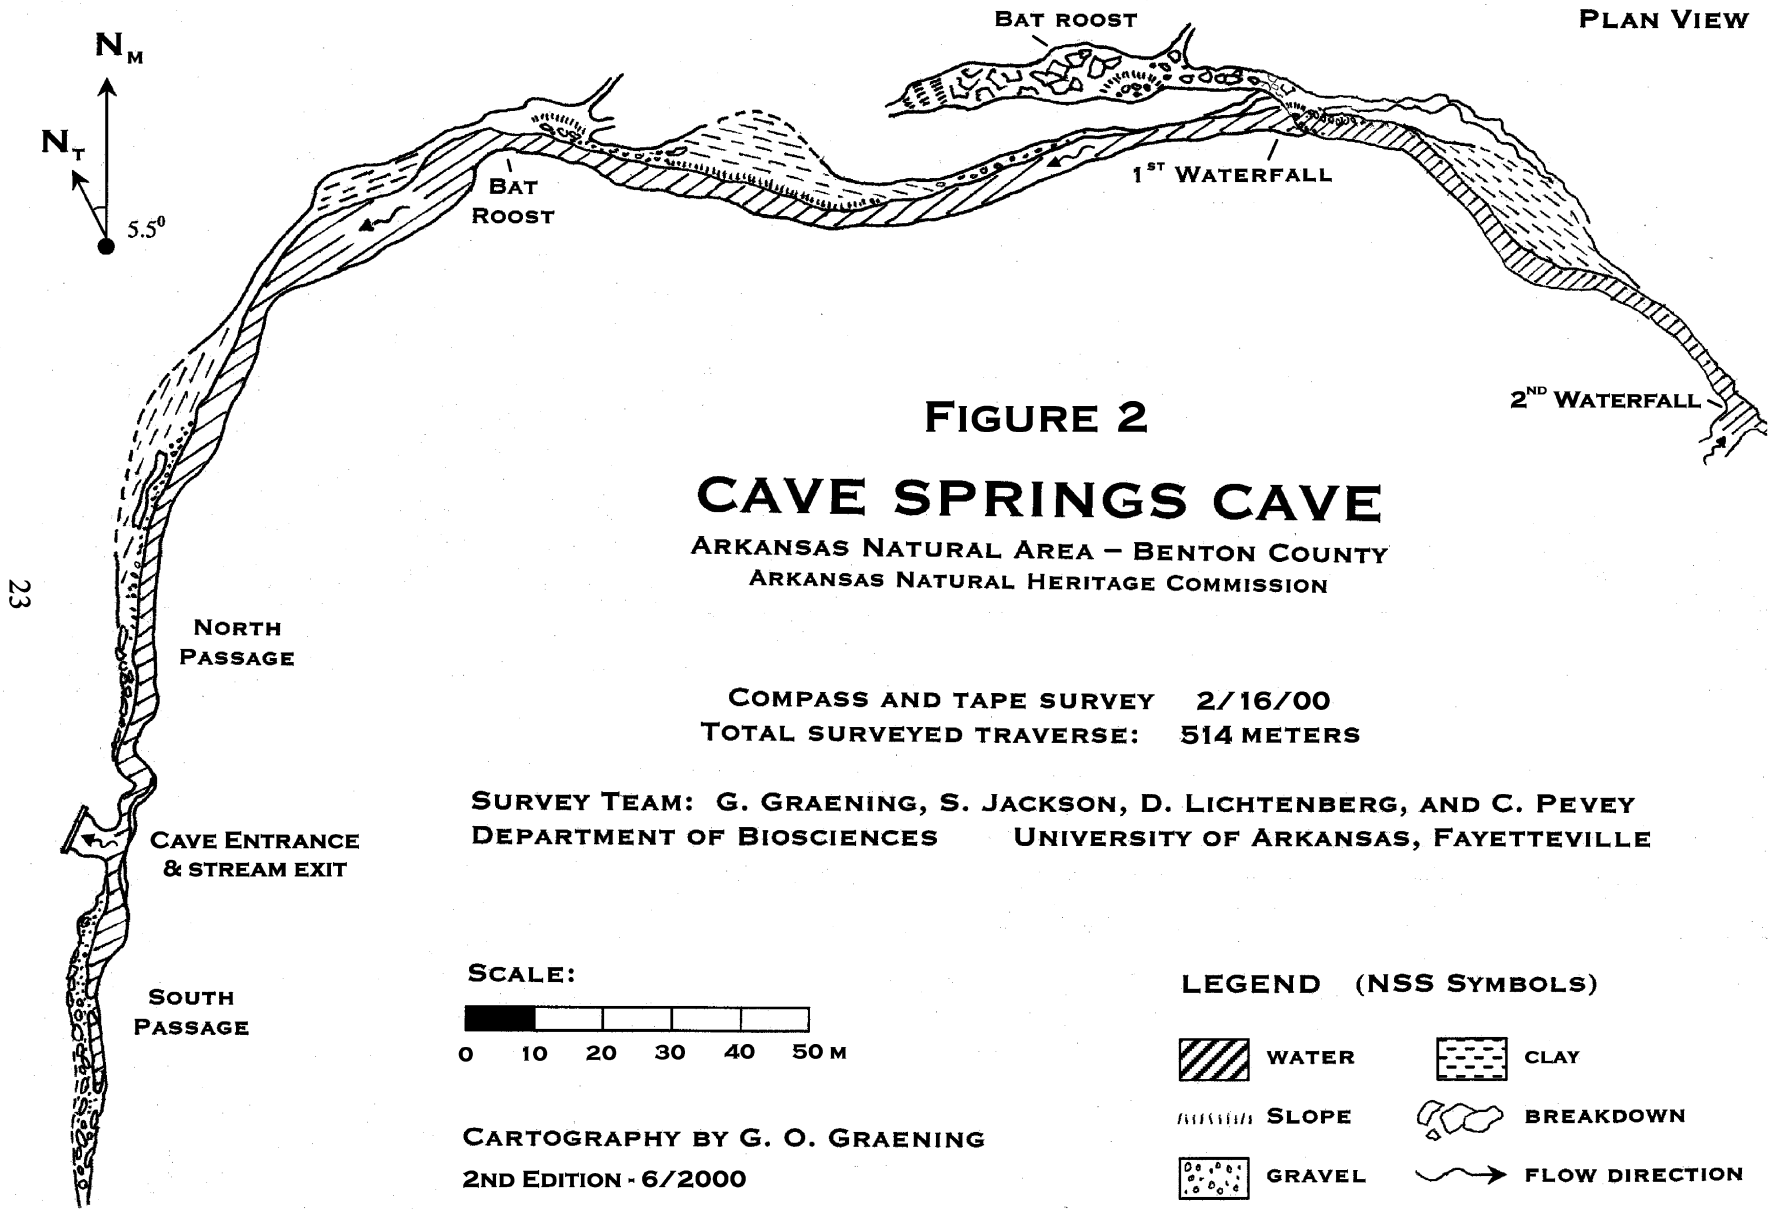 PLAN VIEW
BAT ROOST
N M
N T
5.5⁰
BAT
ROOST
1ST WATERFALL
2ND WATERFALL
FIGURE 2
CAVE SPRINGS CAVE
ARKANSAS NATURAL AREA – BENTON COUNTY
ARKANSAS NATURAL HERITAGE COMMISSION
23
NORTH
PASSAGE
COMPASS AND TAPE SURVEY 2/16/00
TOTAL SURVEYED TRAVERSE: 514 METERS
SURVEY TEAM: G. GRAENING, S. JACKSON, D. LICHTENBERG, AND C. PEVEY
DEPARTMENT OF BIOSCIENCES UNIVERSITY OF ARKANSAS, FAYETTEVILLE
CAVE ENTRANCE
& STREAM EXIT
SOUTH
PASSAGE
SCALE:
0 10 20 30 40 50 M
CARTOGRAPHY BY G. O. GRAENING
2ND EDITION - 6/2000
LEGEND (NSS SYMBOLS)
WATER
CLAY
SLOPE
BREAKDOWN
GRAVEL
FLOW DIRECTION